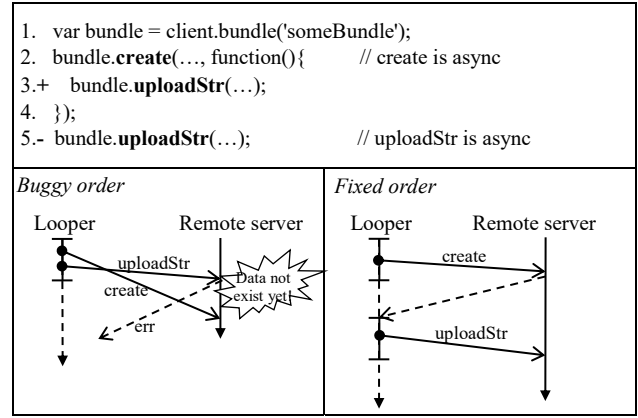 1. var bundle = client.bundle('someBundle');
2. bundle.create(…, function(){ // create is async
3.+ bundle.uploadStr(…);
4. });
5.- bundle.uploadStr(…); // uploadStr is async
Buggy order
Looper Remote server
uploadStr
create
Data not
exist yet!
err
Fixed order
Looper Remote server
create
uploadStr